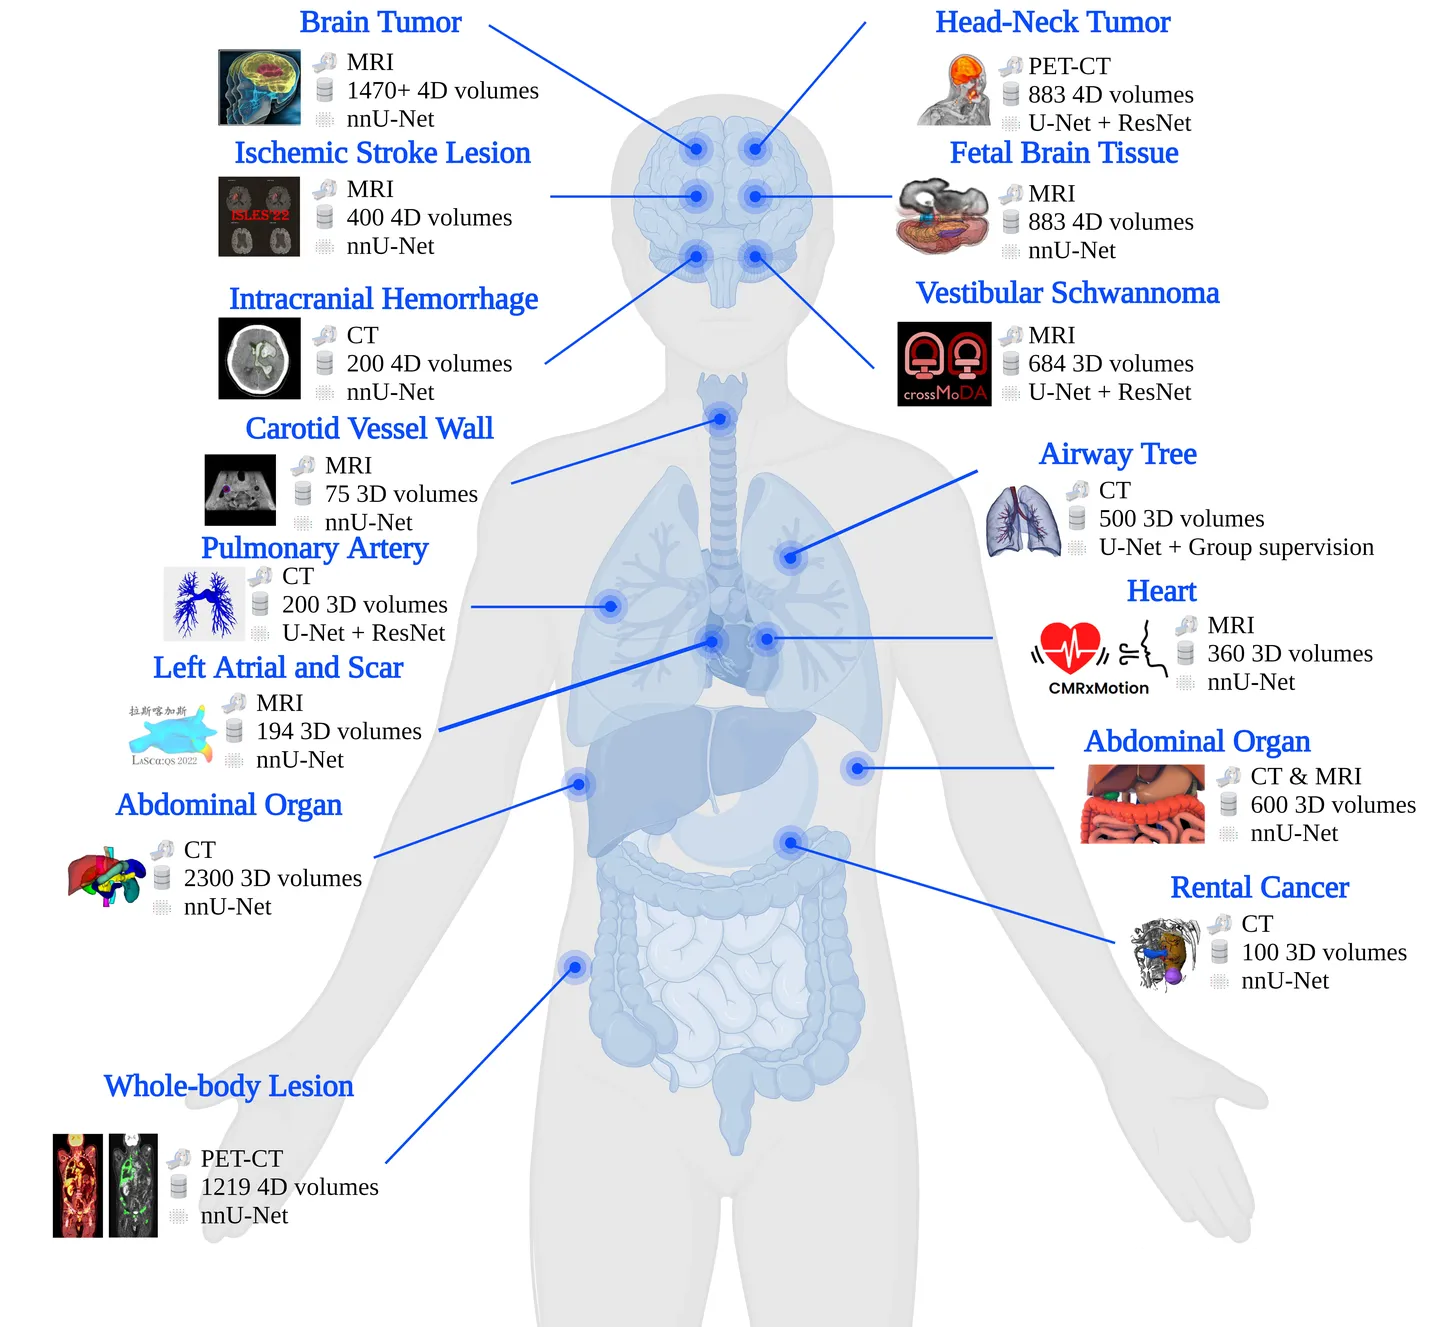 Brain Tumor
MRI
1470+ 4D volumes
nnU-Net
Ischemic Stroke Lesion
ISLES'22
MRI
400 4D volumes
nnU-Net
Intracranial Hemorrhage
CT
200 4D volumes
nnU-Net
Carotid Vessel Wall
MRI
75 3D volumes
nnU-Net
Pulmonary Artery
CT
200 3D volumes
U-Net + ResNet
Left Atrial and Scar
拉斯喀加斯
LASCα:QS 2022
MRI
194 3D volumes
nnU-Net
Abdominal Organ
CT
2300 3D volumes
nnU-Net
Whole-body Lesion
PET-CT
1219 4D volumes
nnU-Net
Head-Neck Tumor
PET-CT
883 4D volumes
U-Net + ResNet
Fetal Brain Tissue
MRI
883 4D volumes
nnU-Net
Vestibular Schwannoma
crossMoDA
MRI
684 3D volumes
U-Net + ResNet
Airway Tree
CT
500 3D volumes
U-Net + Group supervision
Heart
CMRxMotion
MRI
360 3D volumes
nnU-Net
Abdominal Organ
CT & MRI
600 3D volumes
nnU-Net
Rental Cancer
CT
100 3D volumes
nnU-Net